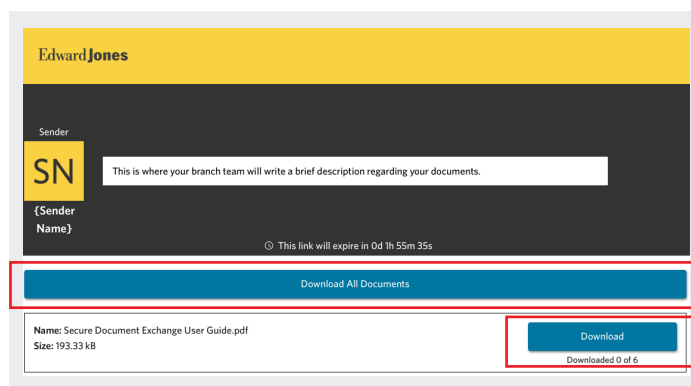 Edward Jones
Sender
SN
This is where your branch team will write a brief description regarding your documents.
{Sender
Name}
This link will expire in 0d 1h 55m 35s
Download All Documents
Name: Secure Document Exchange User Guide.pdf
Size: 193.33 kB
Download
Downloaded 0 of 6